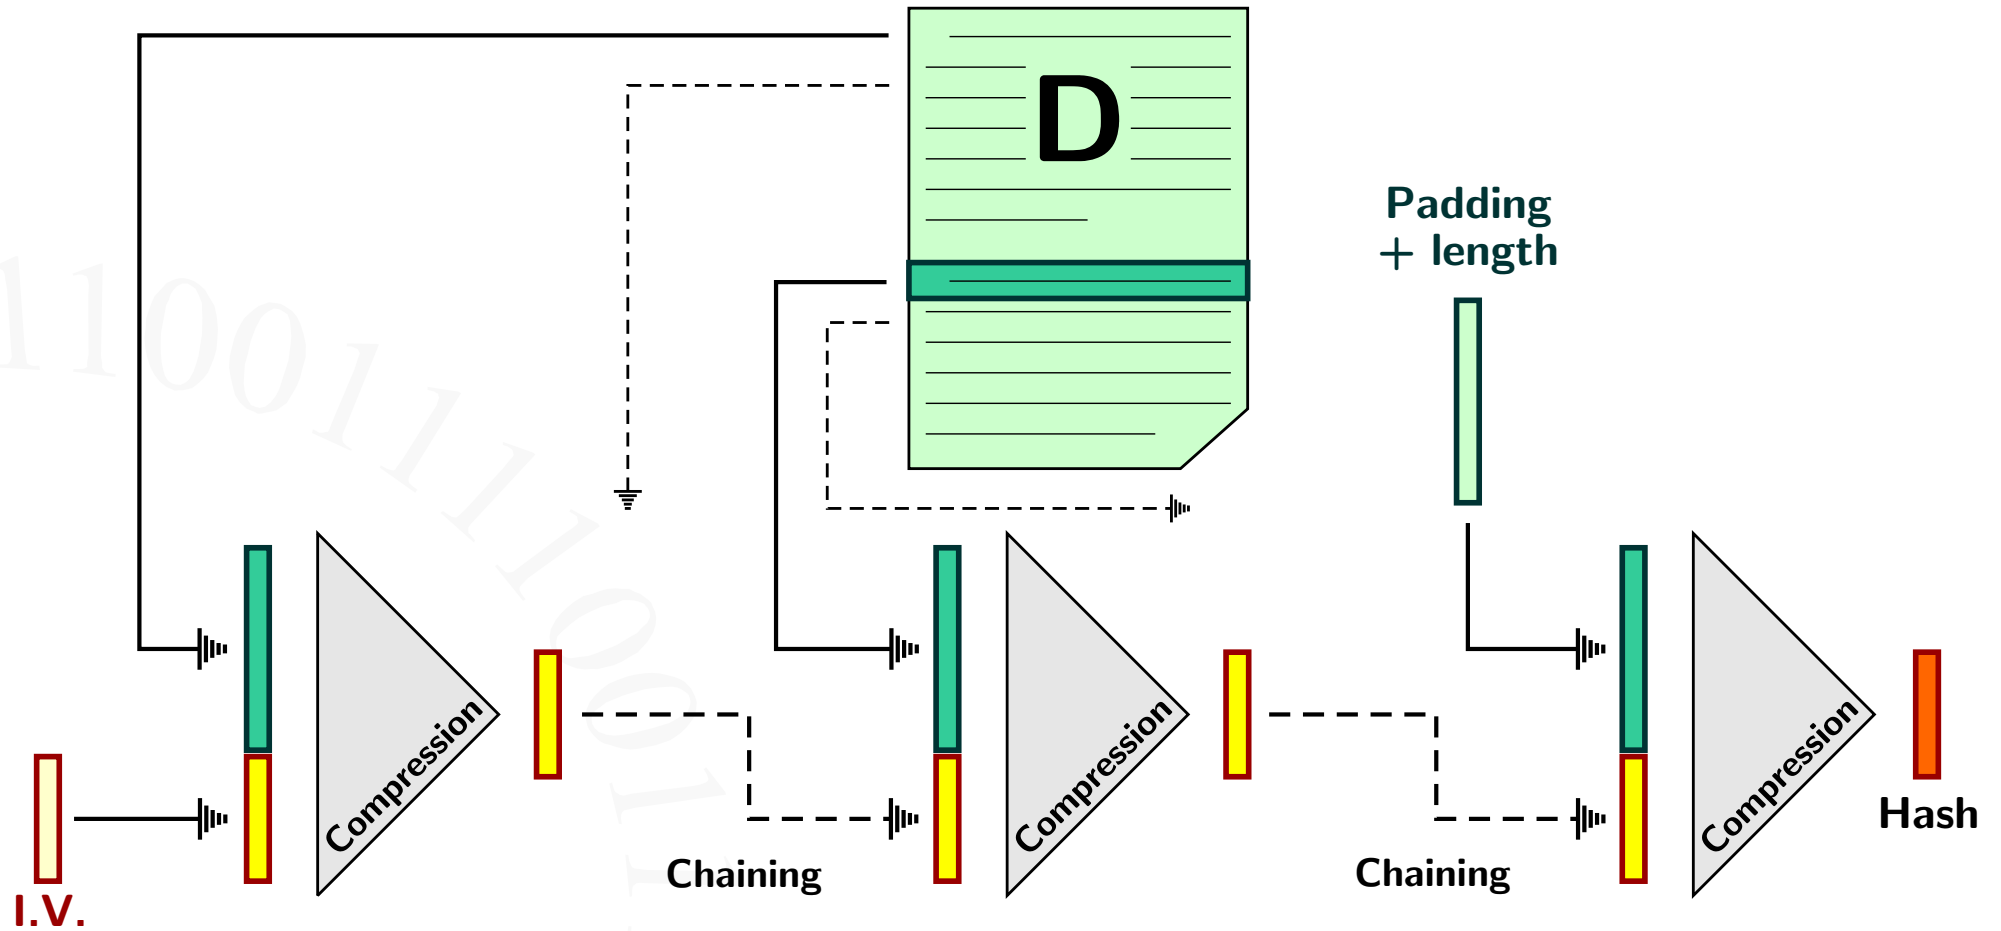 D
Padding
+ length
Compression
Compression
Compression
Hash
Chaining
Chaining
I.V.